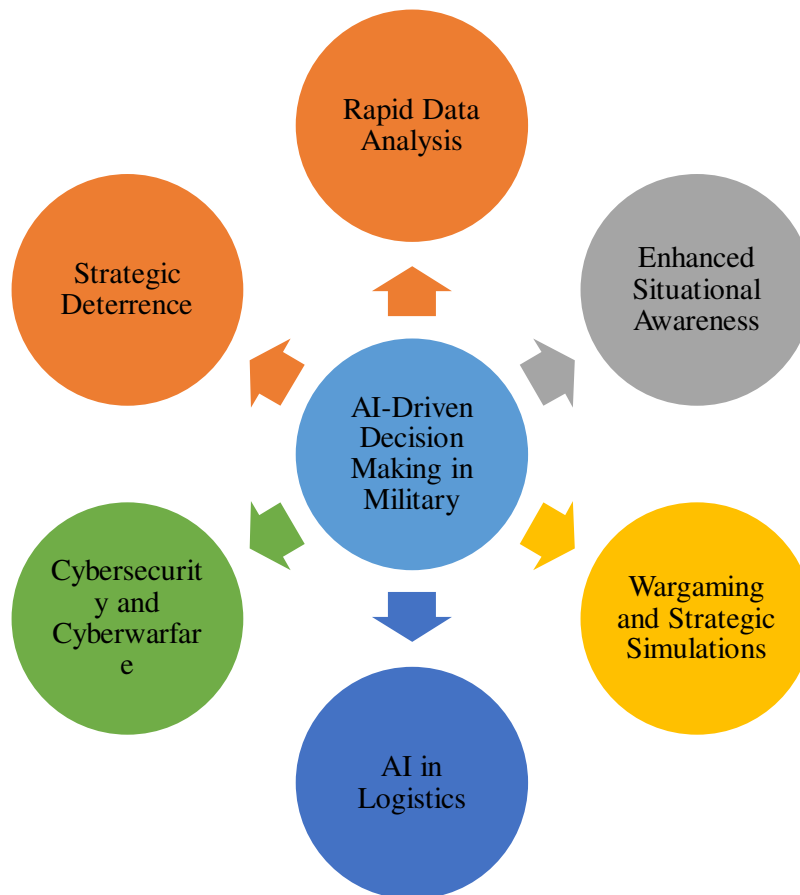 Rapid Data
Analysis
Strategic
Deterrence
Enhanced
Situational
Awareness
AI-Driven
Decision
Making in
Military
Cybersecurit
y and
Cyberwarfar
e
Wargaming
and Strategic
Simulations
AI in
Logistics